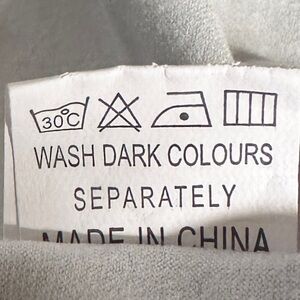 30°C
WASH DARK COLOURS
SEPARATELY
MADE IN CHINA